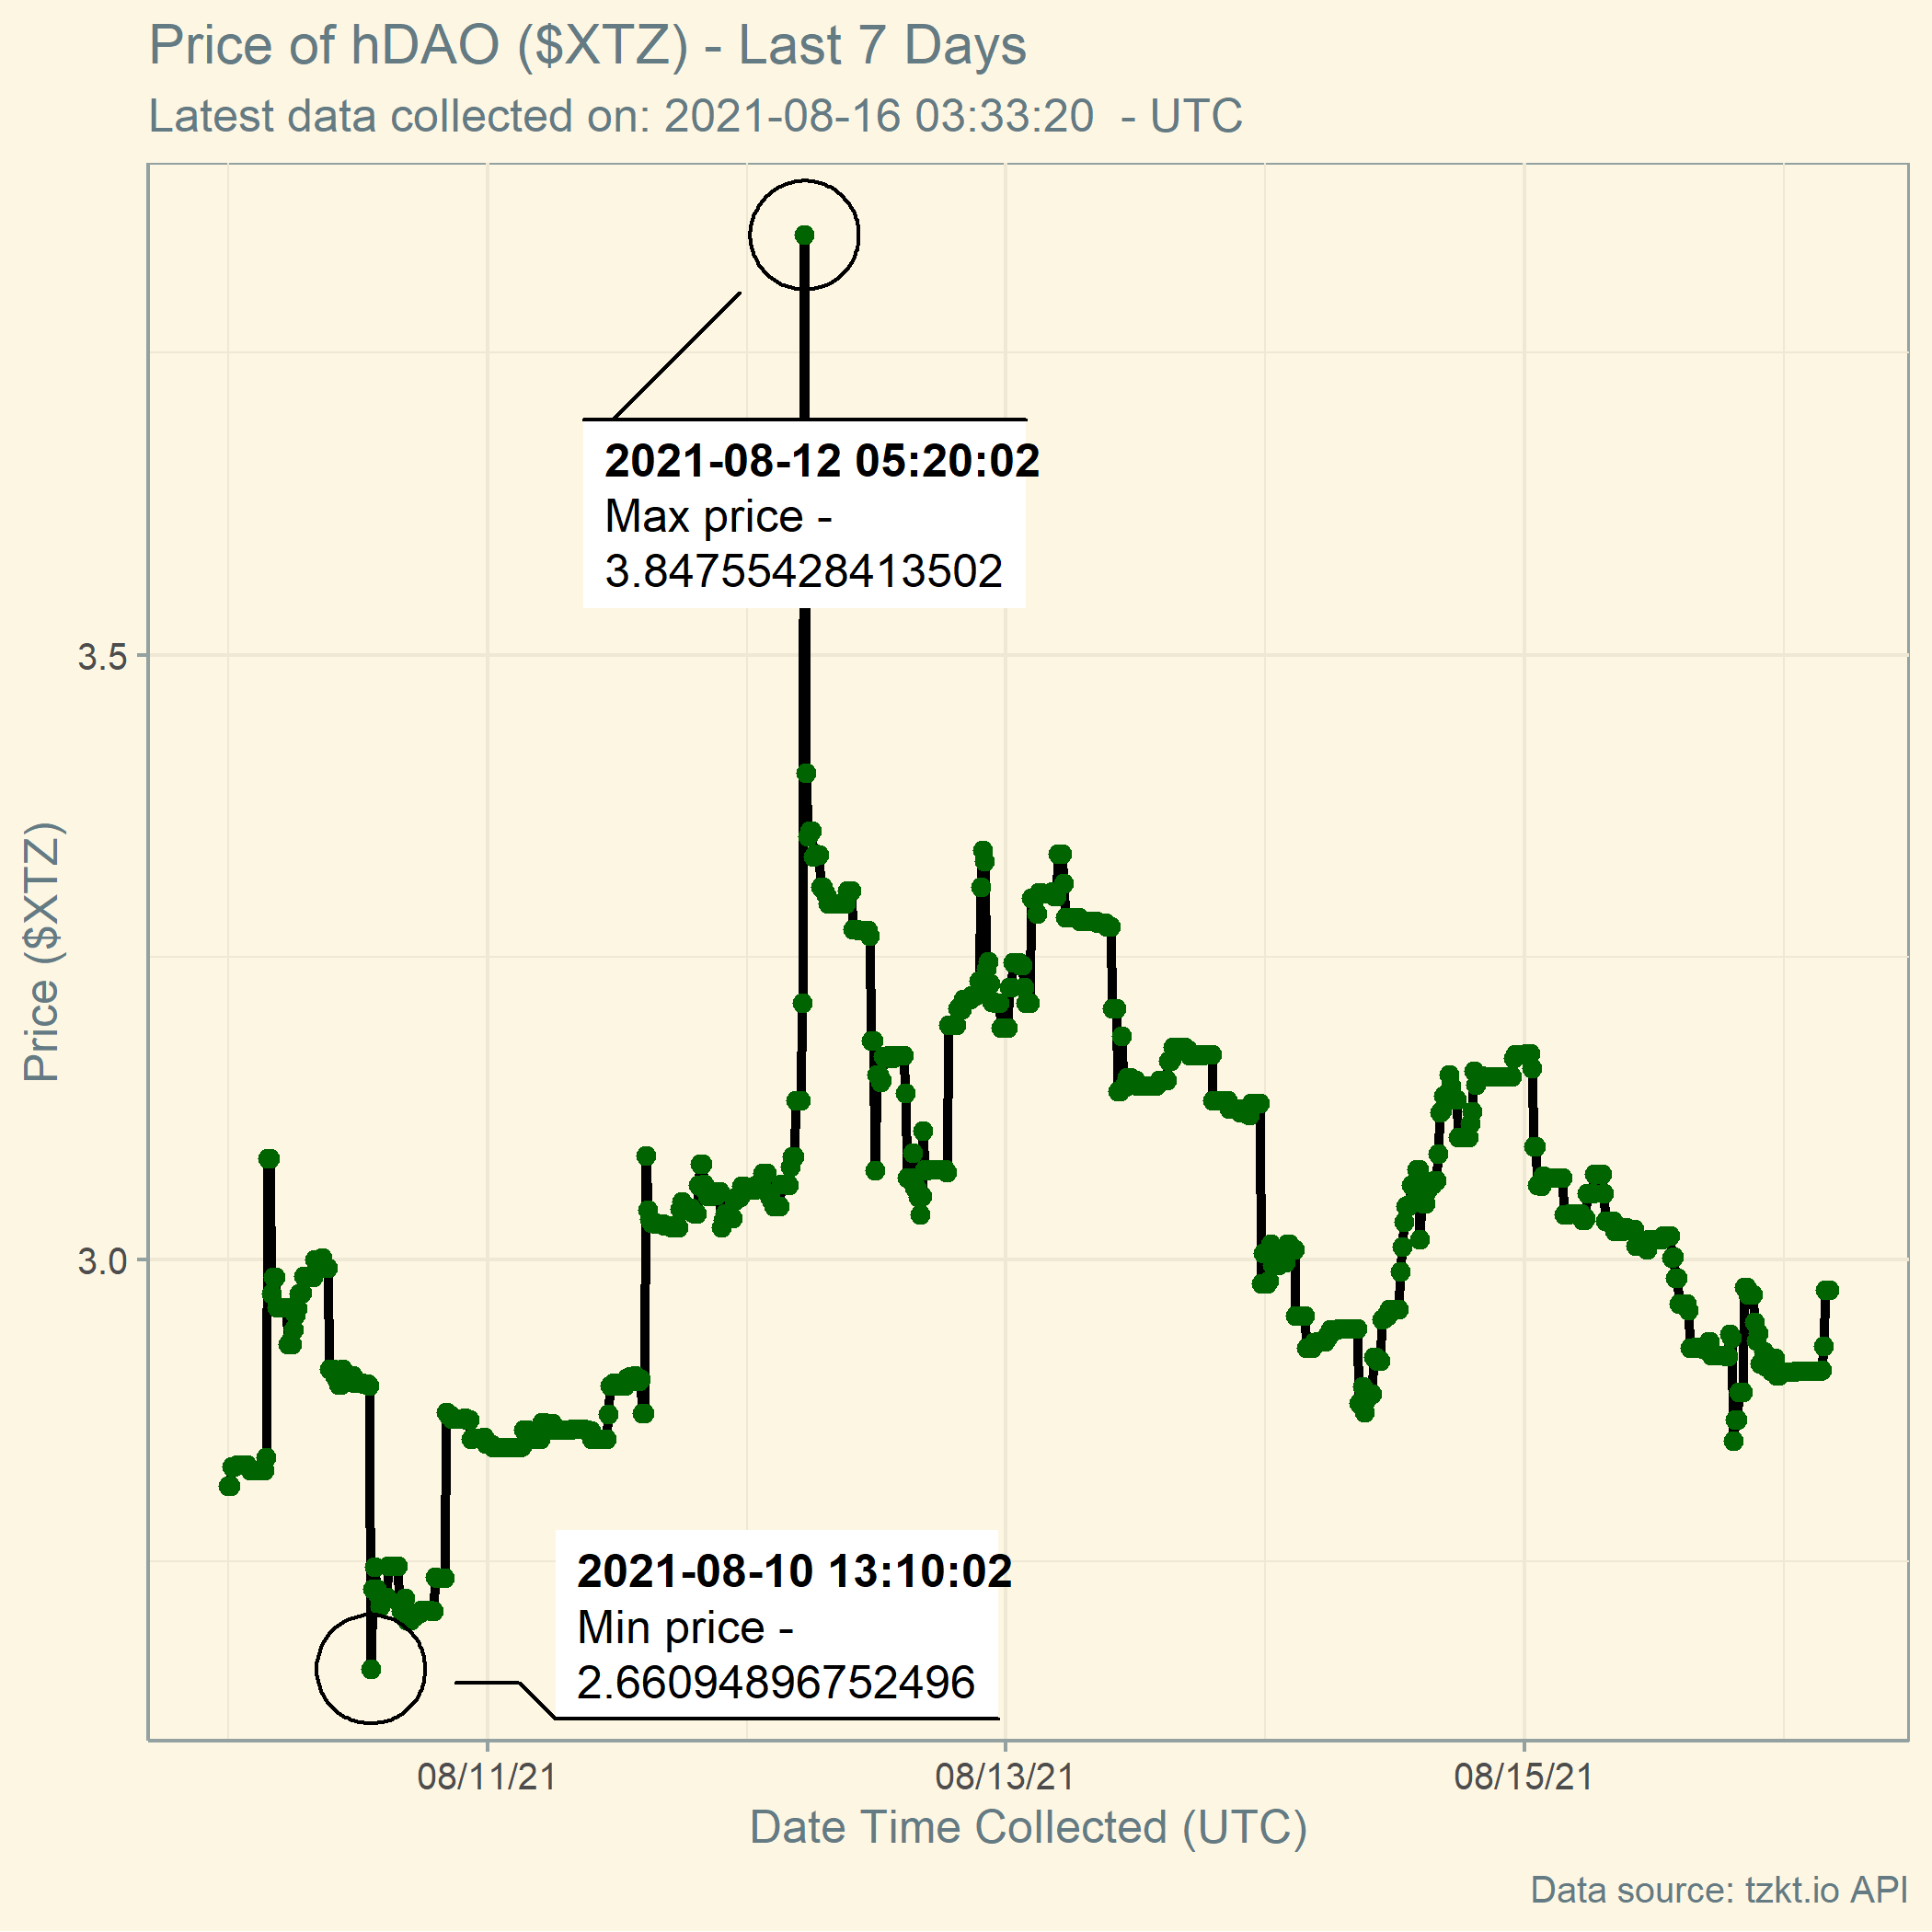 Price of hDAO ($XTZ) - Last 7 Days
Latest data collected on: 2021-08-16 03:33:20  - UTC
2021-08-12 05:20:02
Max price -
3.84755428413502
3.5
Price ($XTZ)
3.0
2021-08-10 13:10:02
Min price -
2.66094896752496
08/11/21
08/13/21
08/15/21
Date Time Collected (UTC)
Data source: tzkt.io API